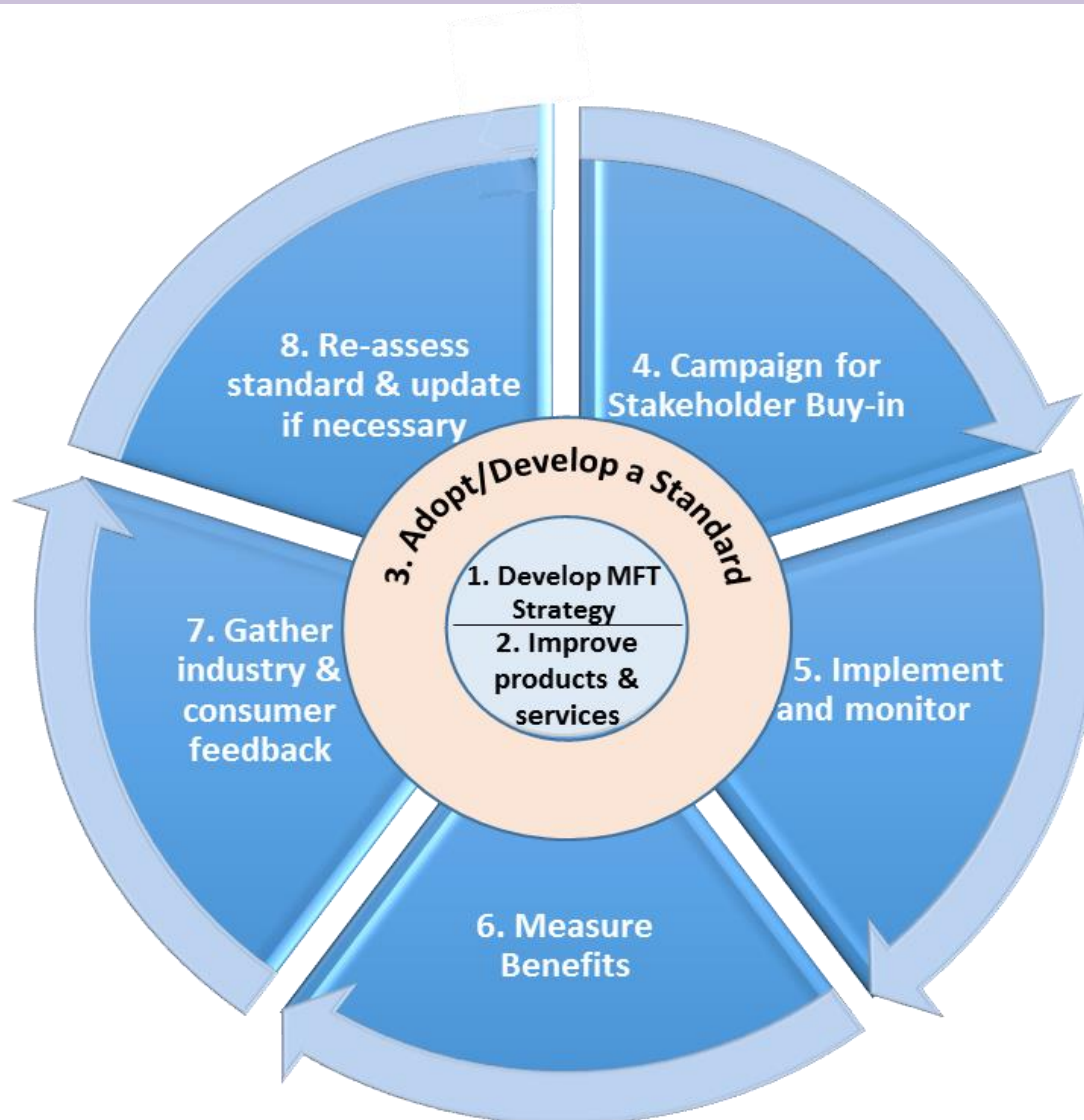 8. Re-assess
standard & update
if necessary
4. Campaign for
Stakeholder Buy-in
3. Adopt/Develop a Standard
1. Develop MFT
Strategy
2. Improve
products &
services
7. Gather
industry &
consumer
feedback
5. Implement
and monitor
6. Measure
Benefits